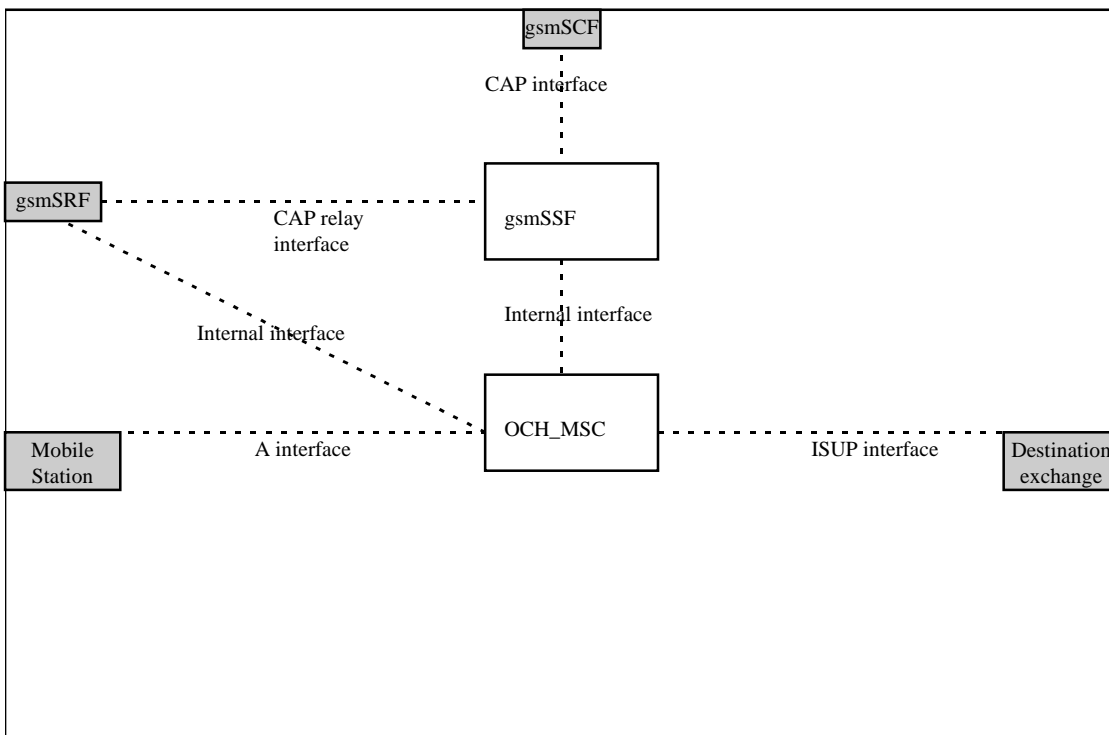 gsmSCF
CAP interface
gsmSRF
CAP relay
interface
gsmSSF
Internal interface
Internal interface
OCH_MSC
Mobile
Station
A interface
ISUP interface
Destination
exchange